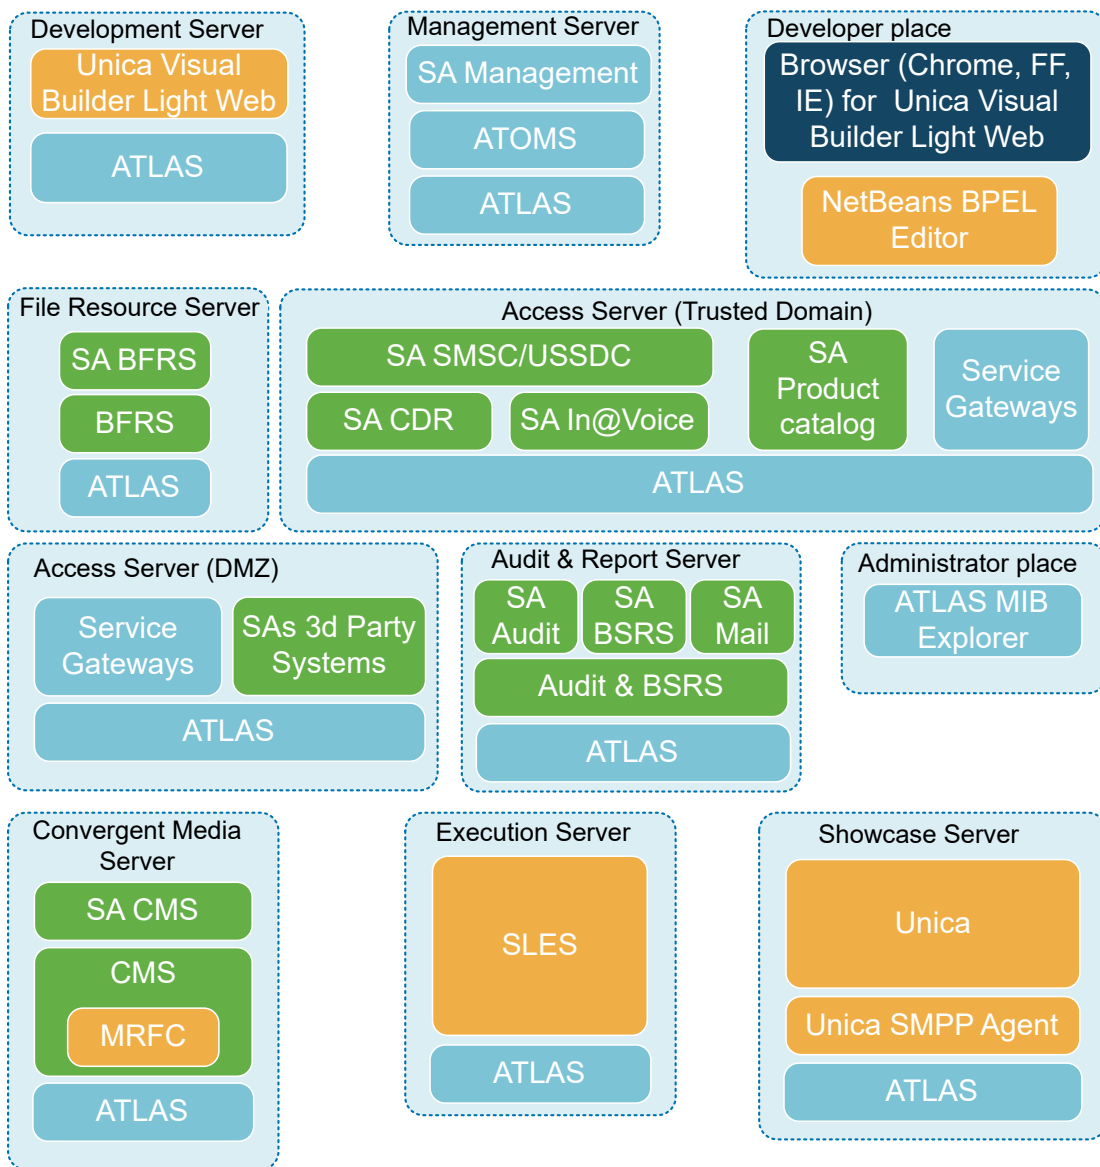 Development Server
Unica Visual
Builder Light Web
ATLAS
Management Server
SA Management
ATOMS
ATLAS
Developer place
Browser (Chrome, FF,
IE) for Unica Visual
Builder Light Web
NetBeans BPEL
Editor
File Resource Server
SA BFRS
BFRS
ATLAS
Access Server (Trusted Domain)
SA SMSC/USSDC
SA CDR
SA In@Voice
SA
Product
catalog
Service
Gateways
ATLAS
Access Server (DMZ)
Service
Gateways
SAs 3d Party
Systems
ATLAS
Audit & Report Server
SA
Audit
SA
BSRS
SA
Mail
Audit & BSRS
ATLAS
Administrator place
ATLAS MIB
Explorer
Convergent Media
Server
SA CMS
CMS
MRFC
ATLAS
Execution Server
SLES
ATLAS
Showcase Server
Unica
Unica SMPP Agent
ATLAS